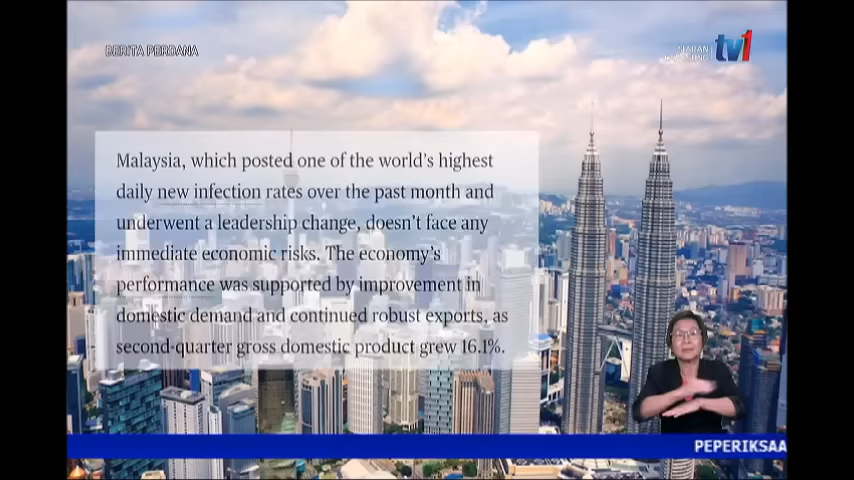 BERITA PERDANA
SIARAN
tv1
Malaysia, which posted one of the world's highest
daily new infection rates over the past month and
underwent a leadership change, doesn't face any
immediate economic risks. The economy's
performance was supported by improvement in
domestic demand and continued robust exports, as
second-quarter gross domestic product grew 16.1%.
PEPERIKSAA